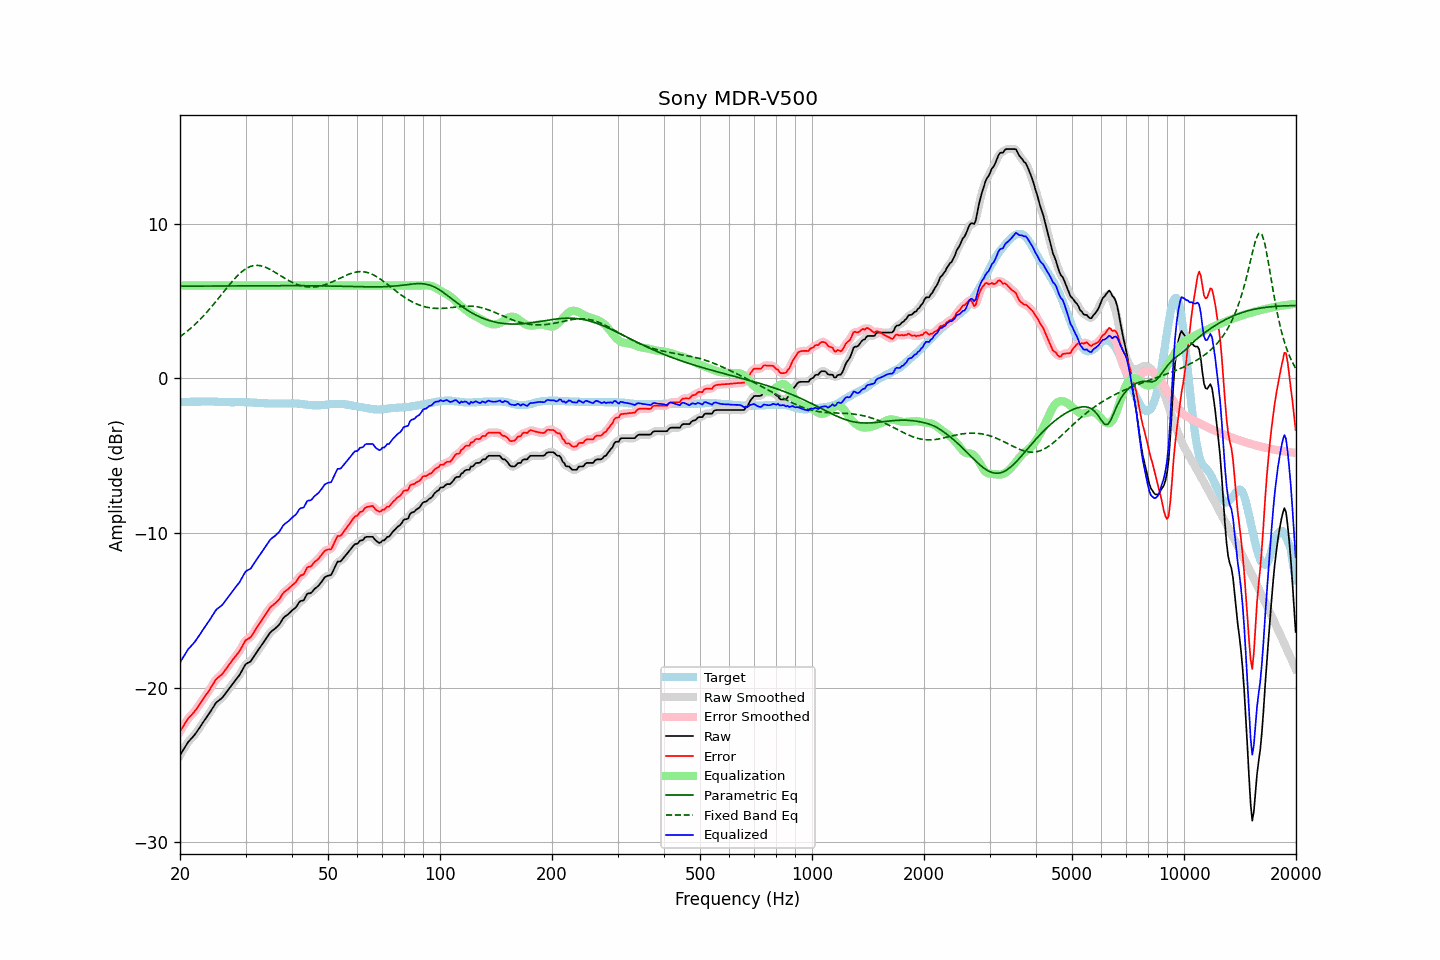 Sony MDR-V500
Amplitude (dBr)
10
0
−10
−20
−30
20
50
100
200
500
1000
2000
5000
10000
20000
Frequency (Hz)
Target
Raw Smoothed
Error Smoothed
Raw
Error
Equalization
Parametric Eq
Fixed Band Eq
Equalized